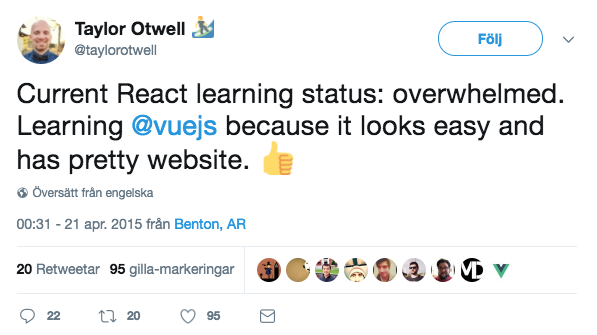 Taylor Otwell 🏄
@taylorotwell
Följ
Current React learning status: overwhelmed.
Learning @vuejs because it looks easy and
has pretty website. 👍
Översätt från engelska
00:31 - 21 apr. 2015 från Benton, AR
20 Retweetar 95 gilla-markeringar
22 20 95